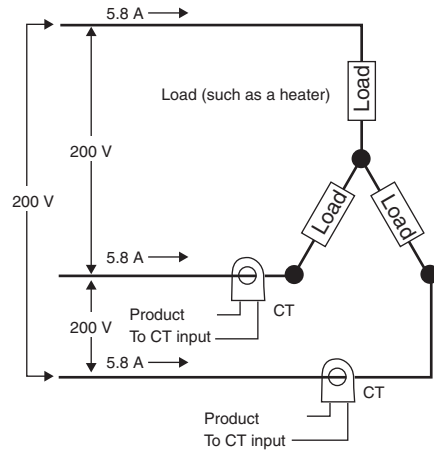 5.8 A
Load (such as a heater)
Load
200 V
200 V
Load
Load
5.8 A
Product
CT
To CT input
200 V
5.8 A
CT
Product
To CT input